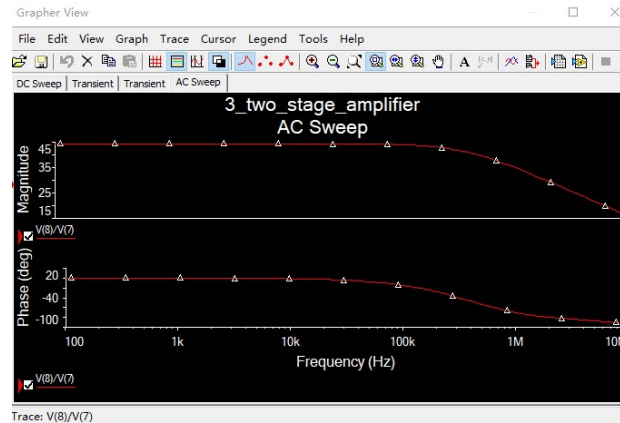 Grapher View
File Edit View Graph Trace Cursor Legend Tools Help
DC Sweep Transient Transient AC Sweep
3_two_stage_amplifier
AC Sweep
Magnitude
45
35
25
15
V(8)/V(7)
Phase (deg)
20
-40
-100
100 1k 10k 100k 1M 10M
Frequency (Hz)
V(8)/V(7)
Trace: V(8)/V(7)